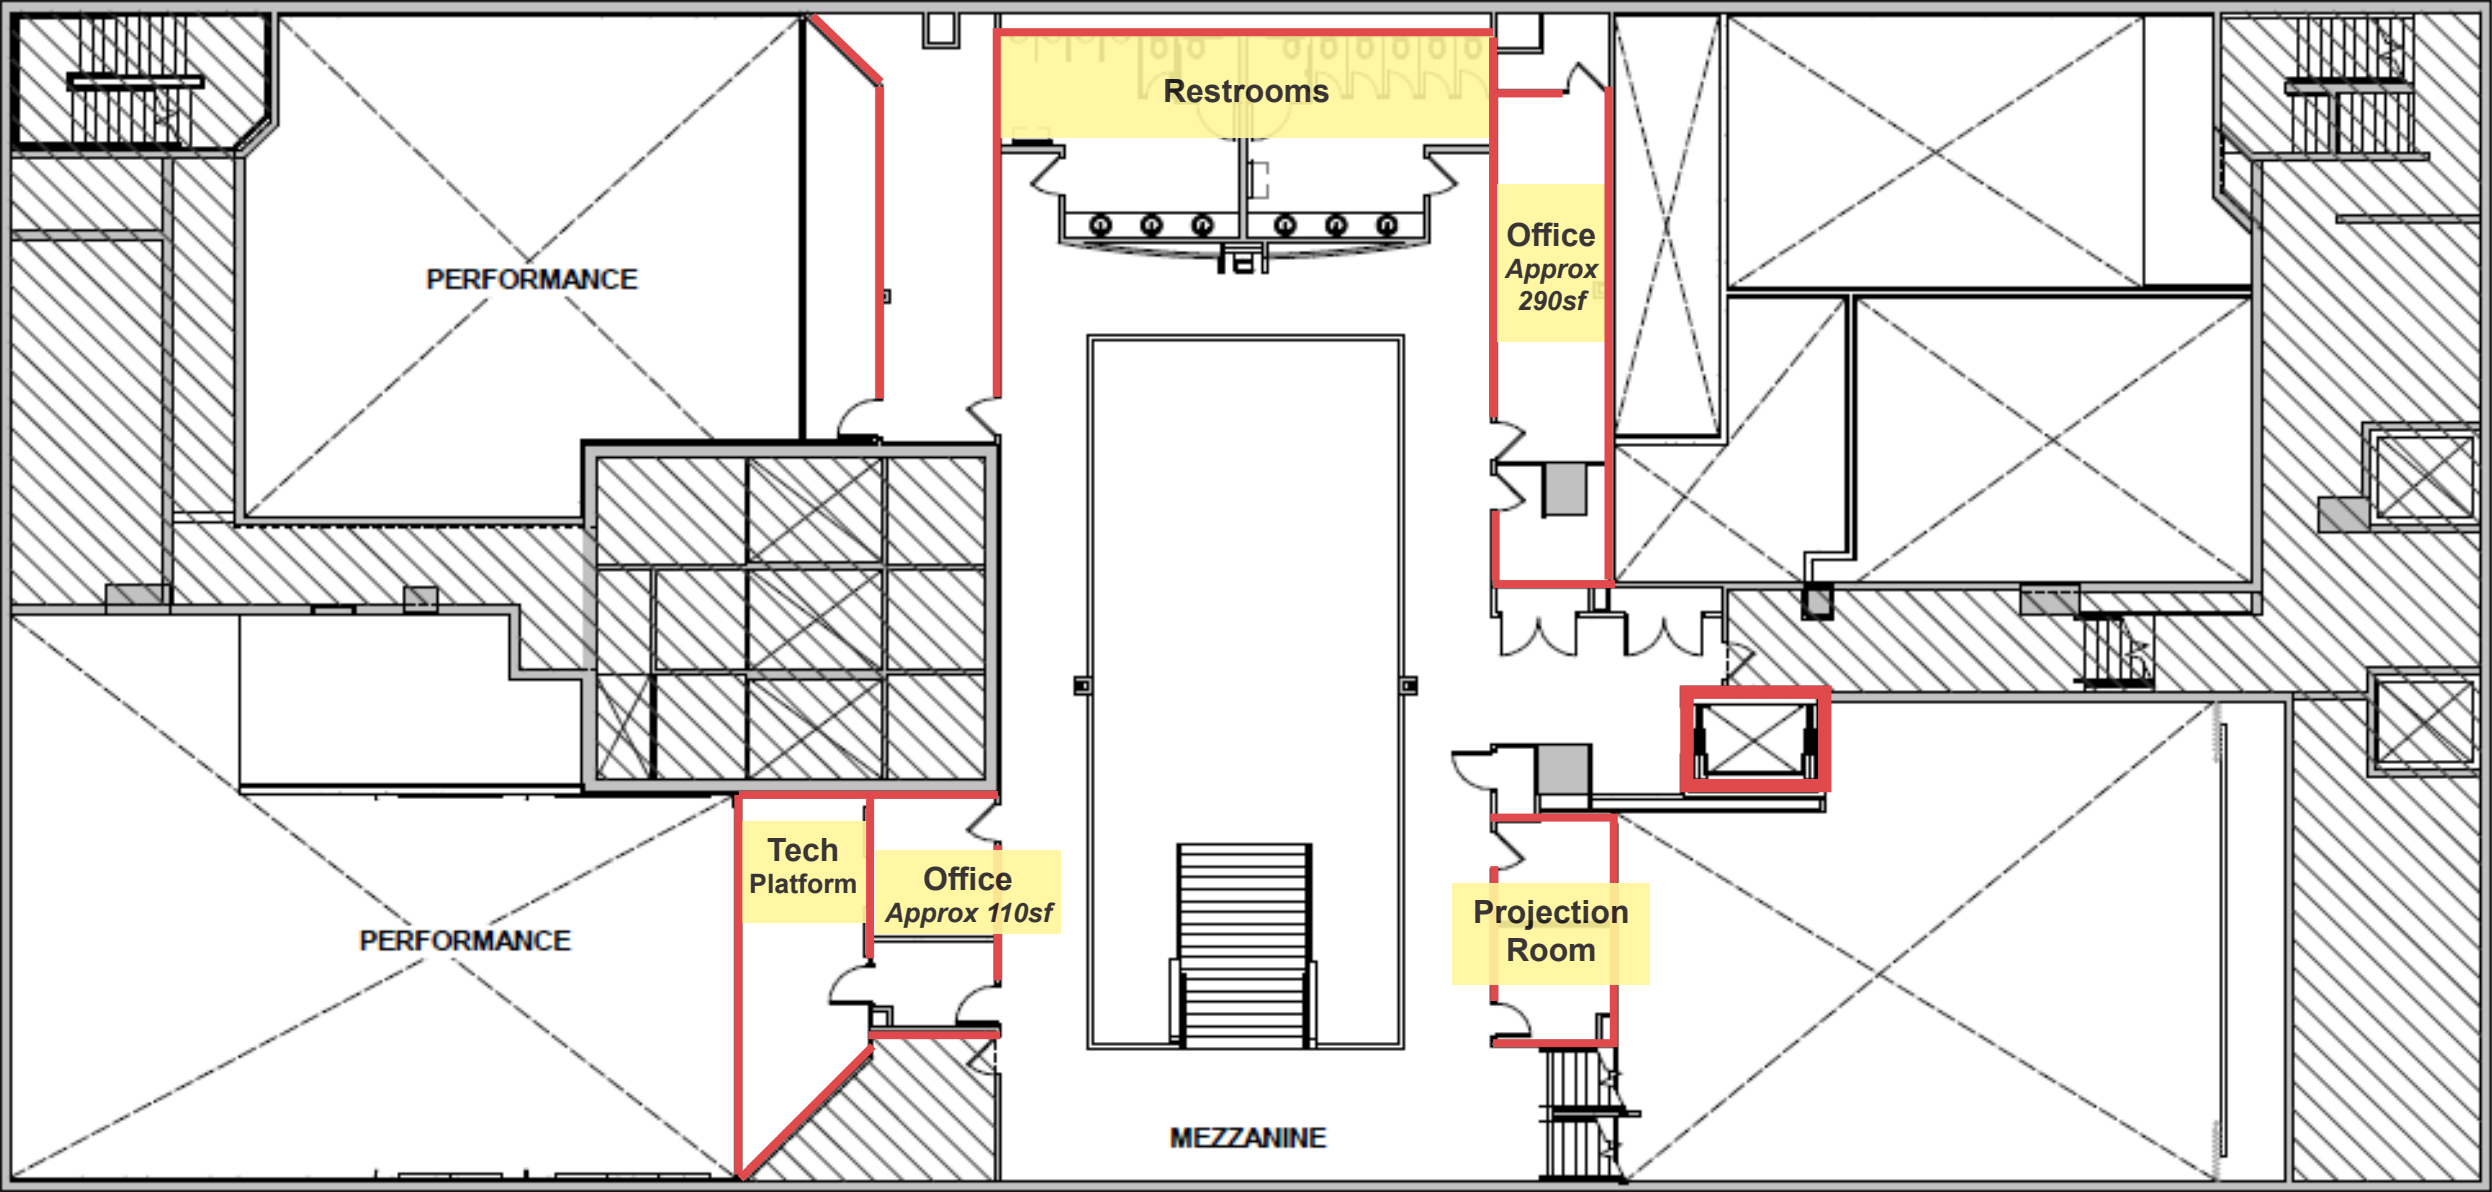 Restrooms
Office
Approx
290sf
PERFORMANCE
Tech
Platform
Office
Approx 110sf
PERFORMANCE
Projection
Room
MEZZANINE